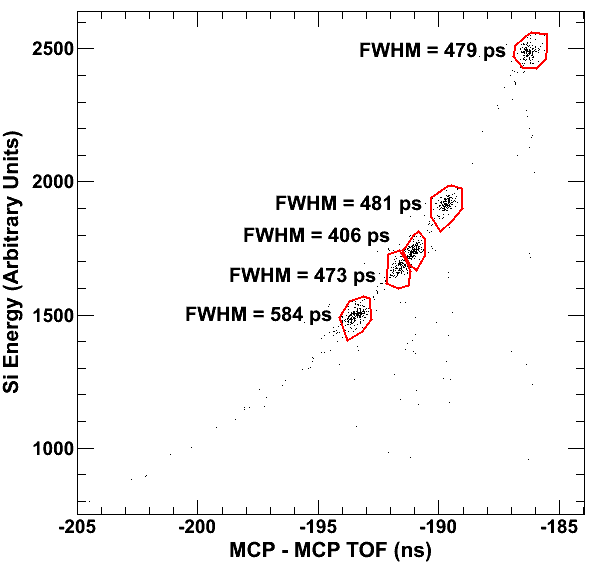 2500
FWHM = 479 ps
2000
FWHM = 481 ps
FWHM = 406 ps
FWHM = 473 ps
1500
FWHM = 584 ps
1000
Si Energy (Arbitrary Units)
-205 -200 -195 -190 -185
MCP - MCP TOF (ns)